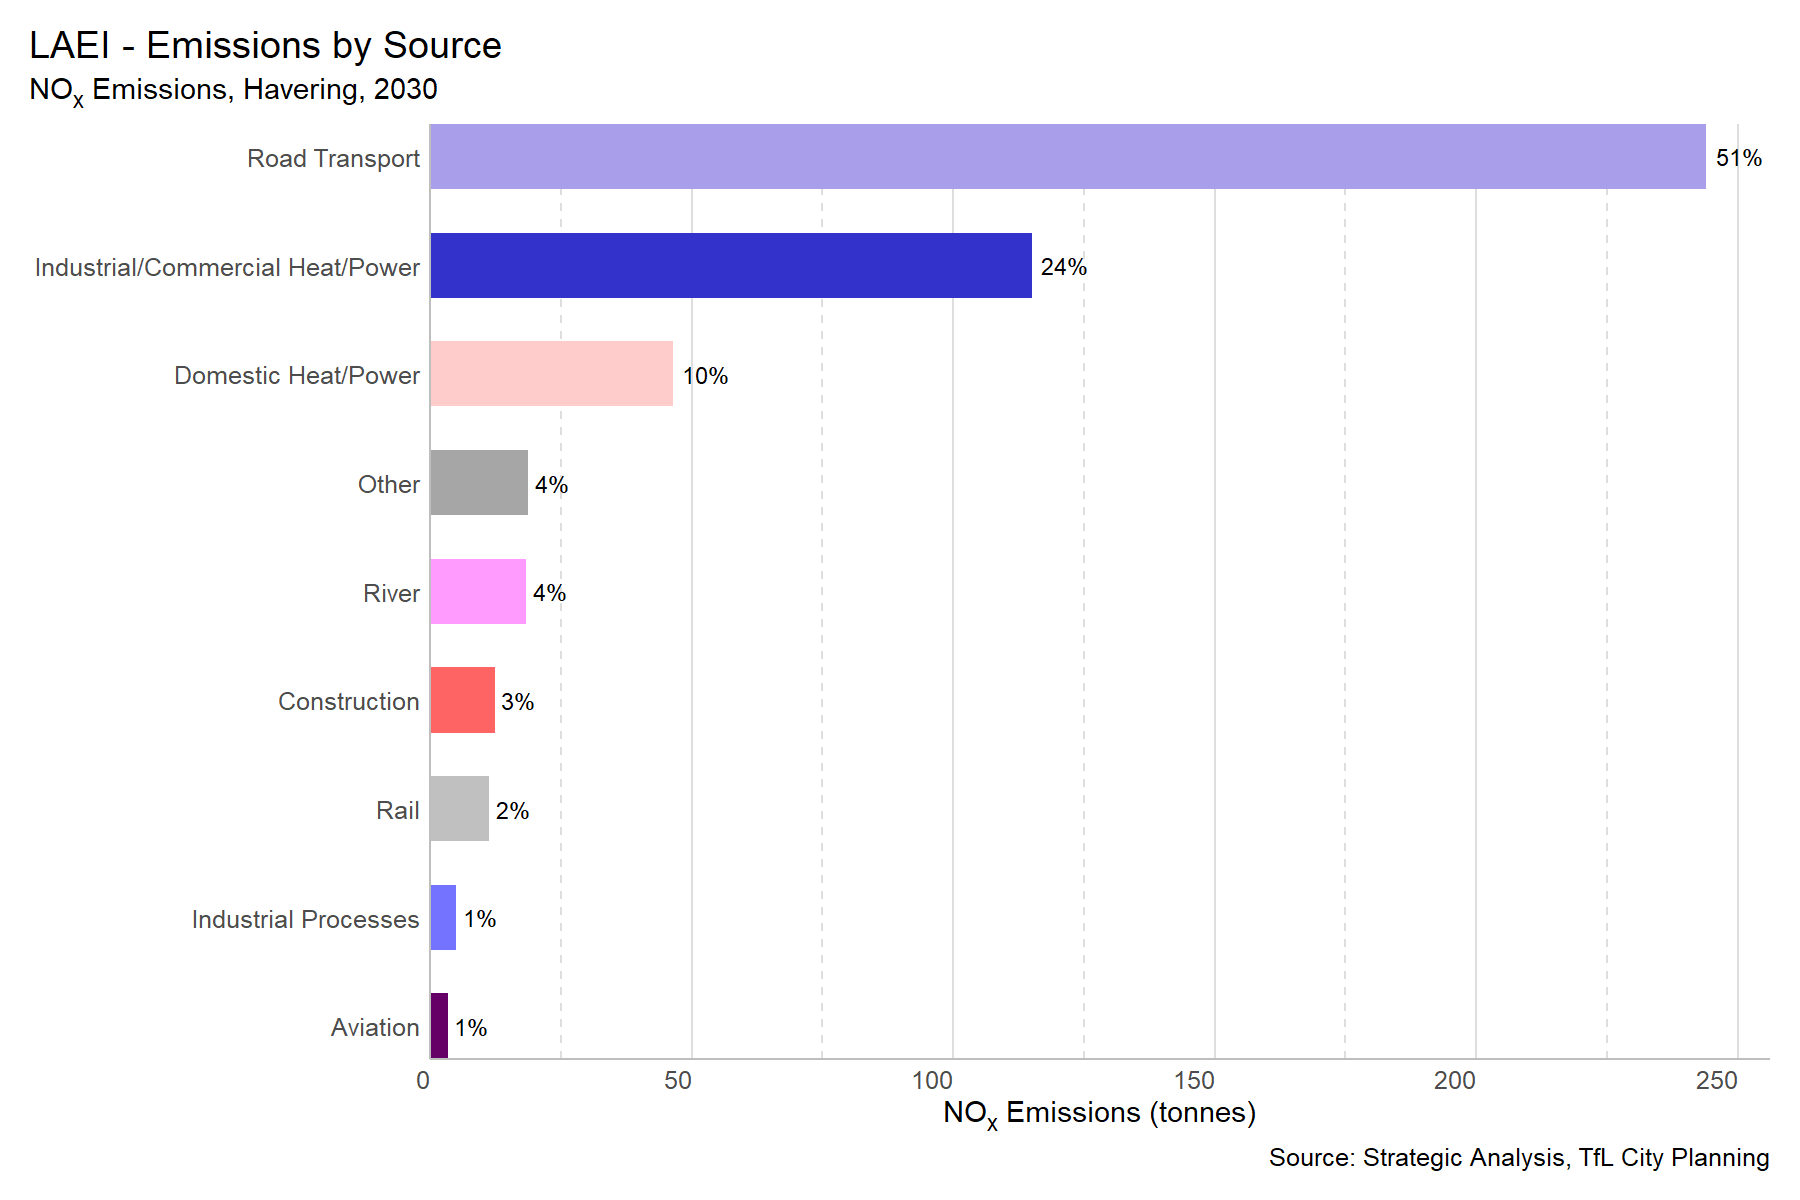 LAEI - Emissions by Source
NOx Emissions, Havering, 2030
Road Transport 51%
Industrial/Commercial Heat/Power 24%
Domestic Heat/Power 10%
Other 4%
River 4%
Construction 3%
Rail 2%
Industrial Processes 1%
Aviation 1%
0 50 100 150 200 250
NOx Emissions (tonnes)
Source: Strategic Analysis, TfL City Planning